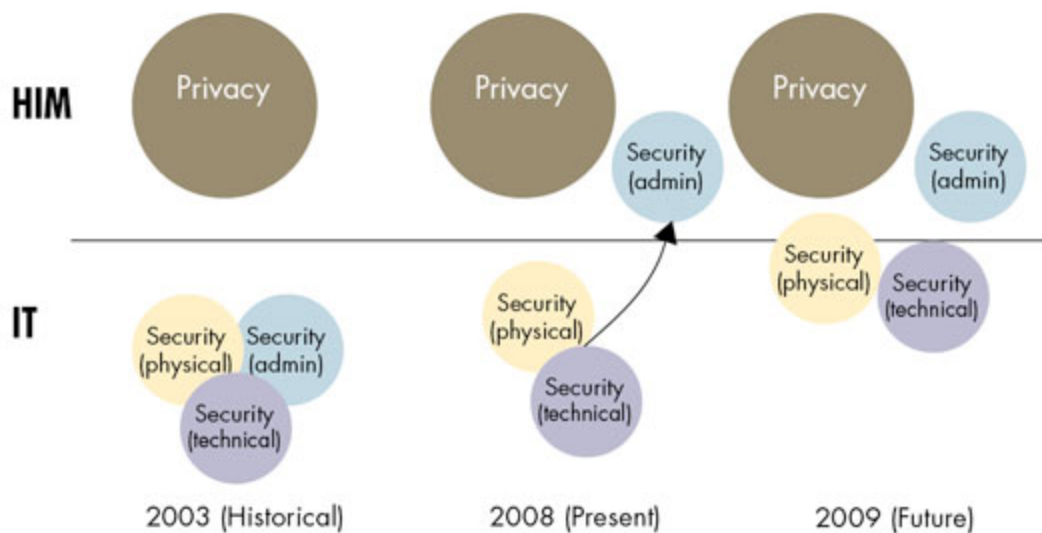 HIM
Privacy
Privacy
Security
(admin)
Privacy
Security
(admin)
IT
Security
(physical)
Security
(admin)
Security
(technical)
Security
(physical)
Security
(technical)
Security
(physical)
Security
(technical)
2003 (Historical)
2008 (Present)
2009 (Future)